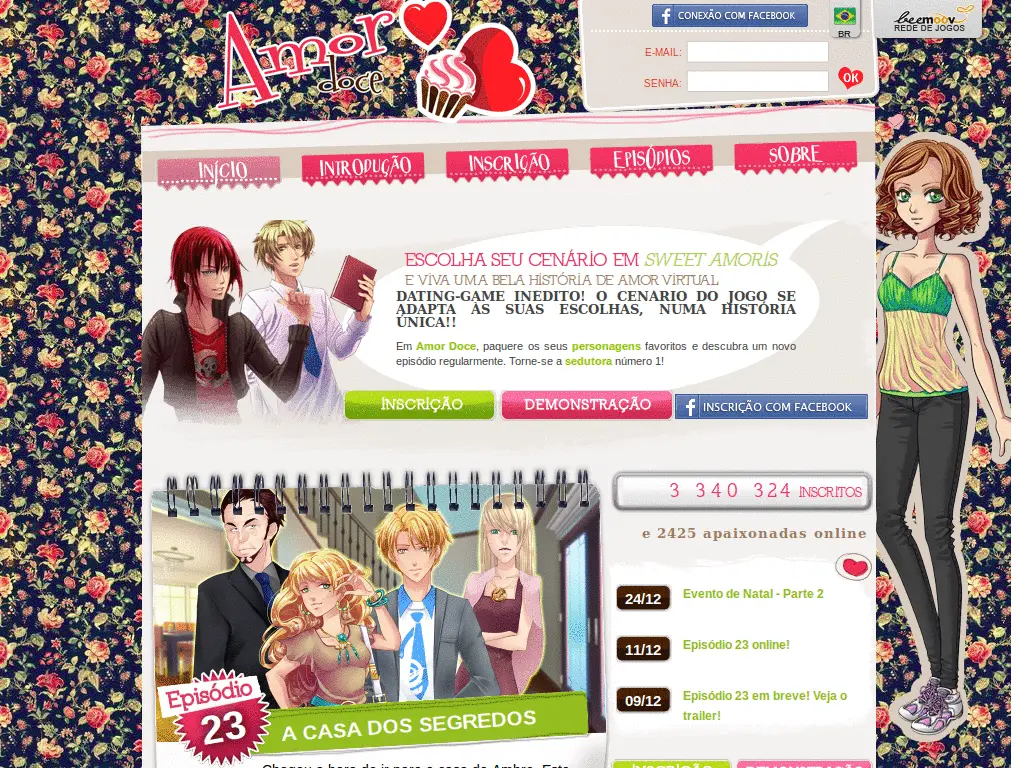 Amor
doce
CONEXÃO COM FACEBOOK
BR
beemoov
REDE DE JOGOS
E-MAIL:
SENHA:
OK
INÍCIO
INTRODUÇÃO
INSCRIÇÃO
EPISÓDIOS
SOBRE
ESCOLHA SEU CENÁRIO EM SWEET AMORIS
E VIVA UMA BELA HISTÓRIA DE AMOR VIRTUAL
DATING-GAME INEDITO! O CENARIO DO JOGO SE
ADAPTA ÀS SUAS ESCOLHAS, NUMA HISTÓRIA
ÚNICA!!
Em Amor Doce, paquere os seus personagens favoritos e descubra um novo
episódio regularmente. Torne-se a sedutora número 1!
INSCRIÇÃO
DEMONSTRAÇÃO
INSCRIÇÃO COM FACEBOOK
3 340 324 INSCRITOS
e 2425 apaixonadas online
24/12 Evento de Natal - Parte 2
11/12 Episódio 23 online!
09/12 Episódio 23 em breve! Veja o
trailer!
Episódio
23
A CASA DOS SEGREDOS
Chegou a hora de ir para a casa da Ambre. Este
INSCRIÇÃO
DEMONSTRAÇÃO